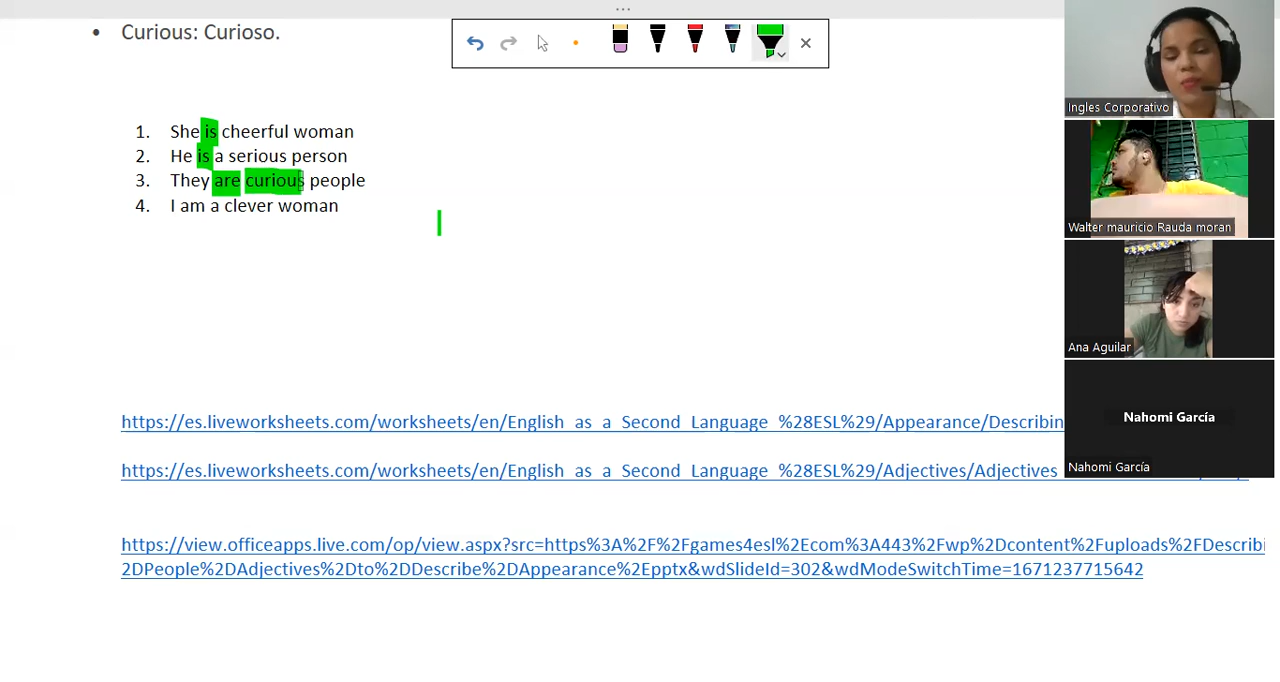 • Curious: Curioso.
1. She is cheerful woman
2. He is a serious person
3. They are curious people
4. I am a clever woman
https://es.liveworksheets.com/worksheets/en/English_as_a_Second_Language_%28ESL%29/Appearance/Describin
https://es.liveworksheets.com/worksheets/en/English_as_a_Second_Language_%28ESL%29/Adjectives/Adjectives
https://view.officeapps.live.com/op/view.aspx?src=https%3A%2F%2Fgames4esl%2Ecom%3A443%2Fwp%2Dcontent%2Fuploads%2FDescribi
2DPeople%2DAdjectives%2Dto%2DDescribe%2DAppearance%2Epptx&wdSlideId=302&wdModeSwitchTime=1671237715642
Ingles Corporativo
Walter mauricio Rauda moran
Ana Aguilar
Nahomi García
Nahomi García